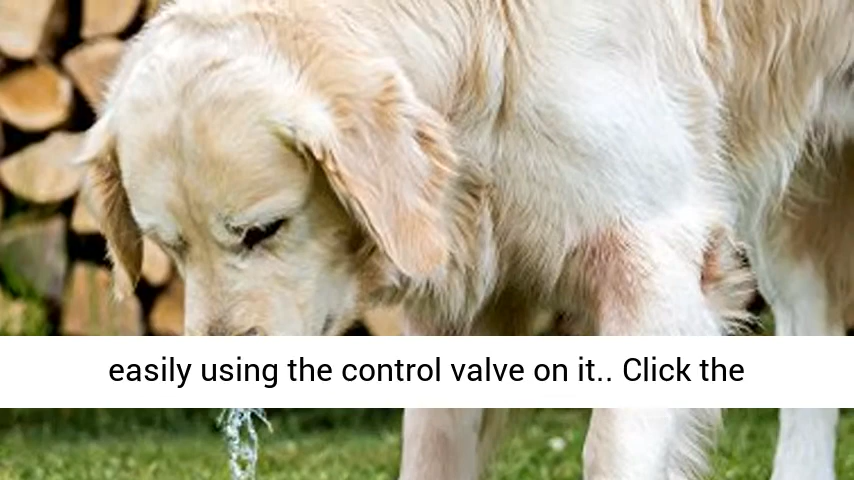 easily using the control valve on it.. Click the